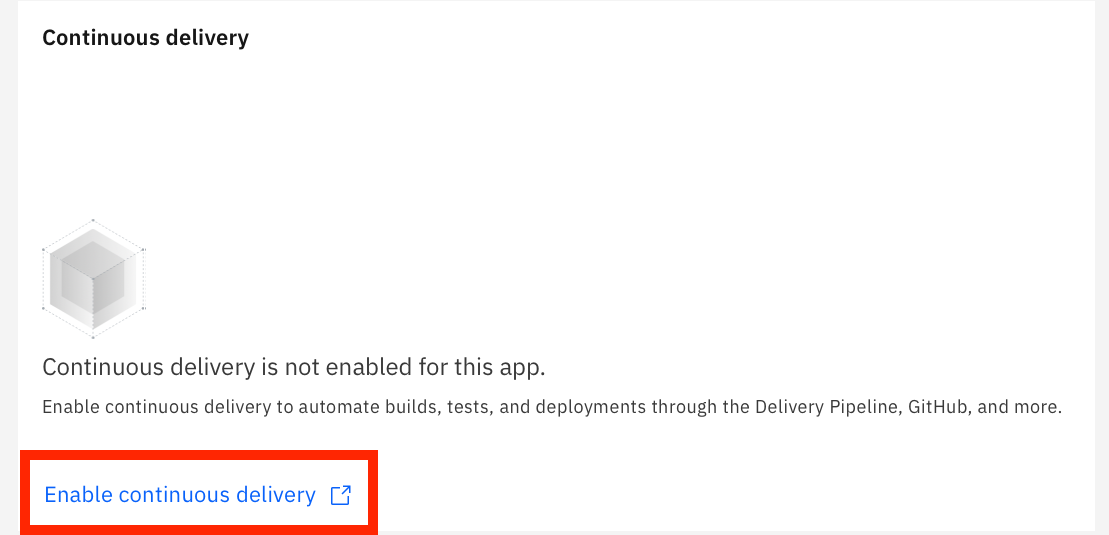 Continuous delivery
Continuous delivery is not enabled for this app.
Enable continuous delivery to automate builds, tests, and deployments through the Delivery Pipeline, GitHub, and more.
Enable continuous delivery